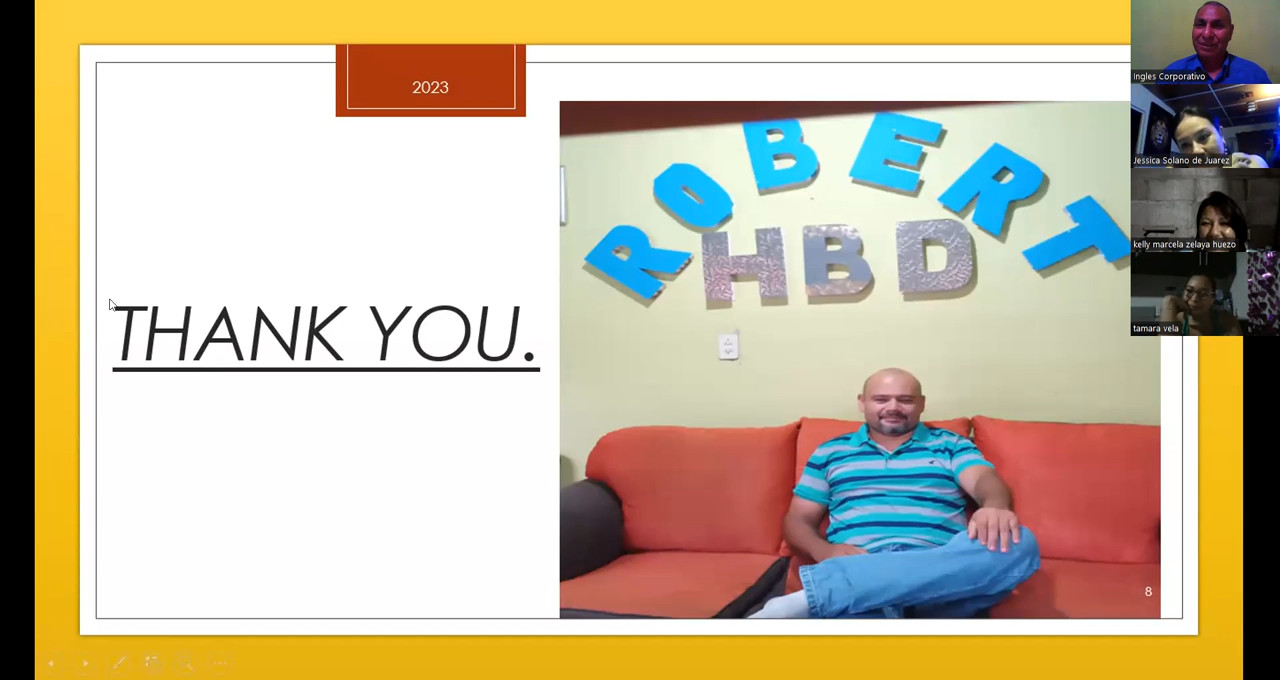 2023
THANK YOU.
ROBERT
HBD
8
Ingles Corporativo
Jessica Solano de Juarez
kelly marcela zelaya huezo
tamara vela